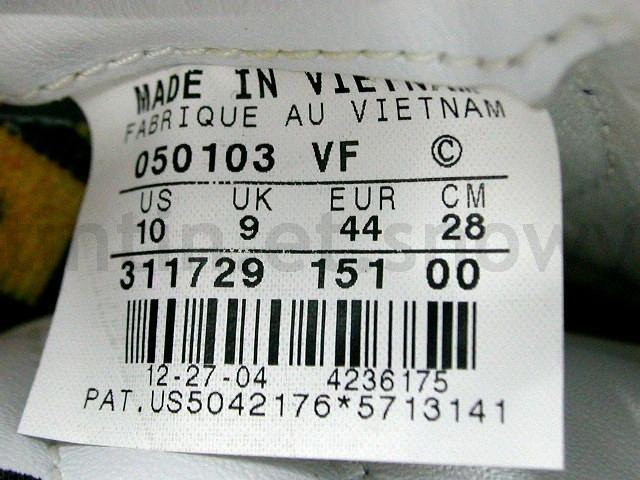 MADE IN VIETNAM
FABRIQUE AU VIETNAM
050103 VF ©
US UK EUR CM
10 9 44 28
311729 151 00
12-27-04 4236175
PAT.US5042176*5713141